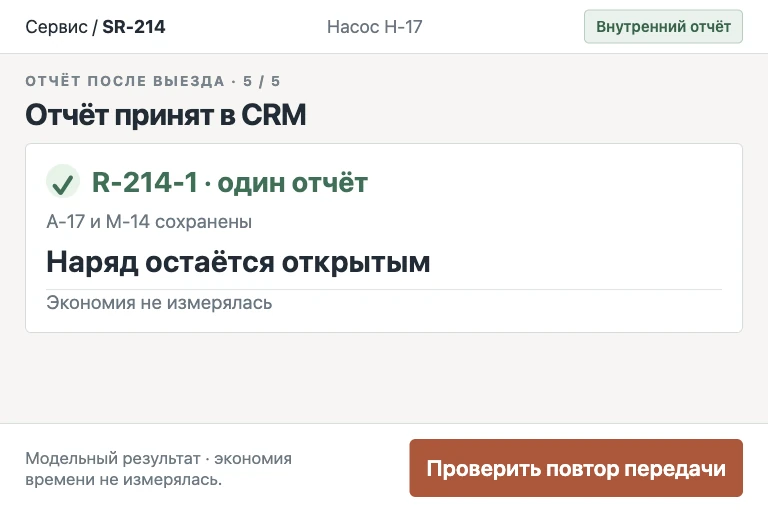 Сервис / SR-214
Насос Н-17
Внутренний отчёт
ОТЧЁТ ПОСЛЕ ВЫЕЗДА · 5 / 5
Отчёт принят в CRM
R-214-1 · один отчёт
А-17 и М-14 сохранены
Наряд остаётся открытым
Экономия не измерялась
Модельный результат · экономия
времени не измерялась.
Проверить повтор передачи